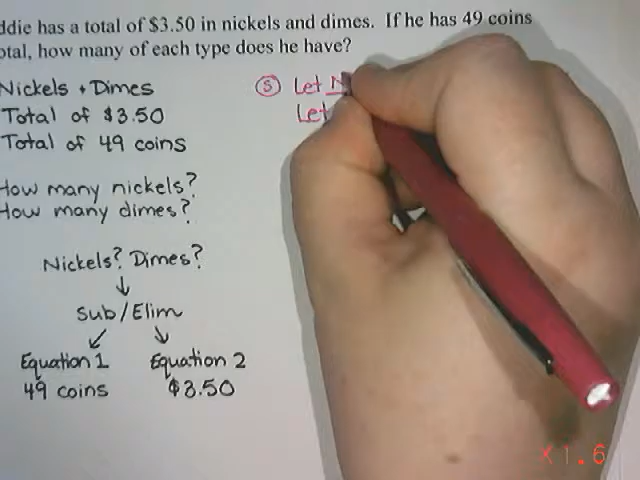 ddie has a total of $3.50 in nickels and dimes. If he has 49 coins
otal, how many of each type does he have?
Nickels + Dimes
Total of $3.50
Total of 49 coins
How many nickels?
How many dimes?
Nickels? Dimes?
Sub/Elim
Equation 1 Equation 2
49 coins $3.50
S Let N
Let
X1.6